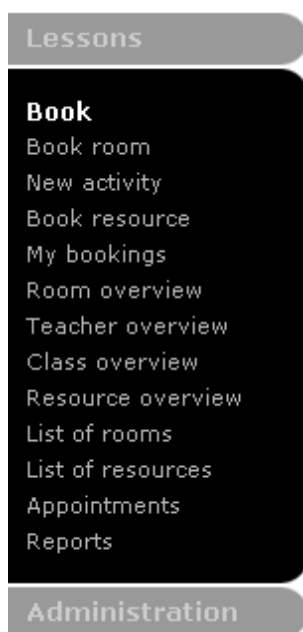 Lessons
Book
Book room
New activity
Book resource
My bookings
Room overview
Teacher overview
Class overview
Resource overview
List of rooms
List of resources
Appointments
Reports
Administration